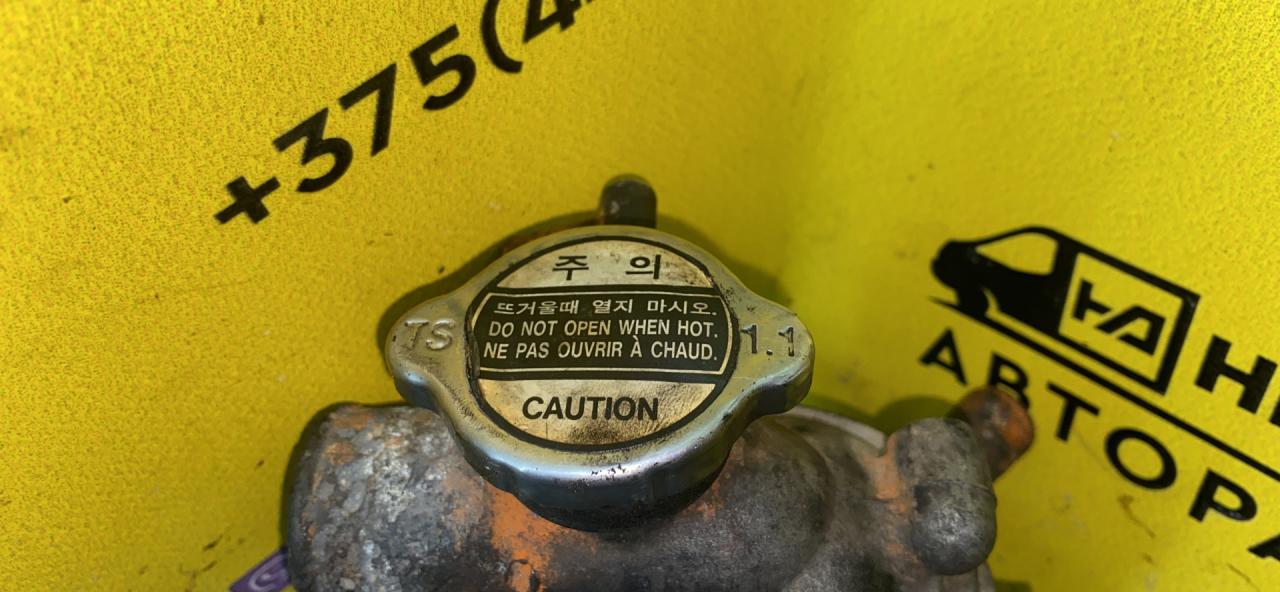 +375(4
주 의
뜨거울때 열지 마시오.
DO NOT OPEN WHEN HOT.
NE PAS OUVRIR À CHAUD.
TS
1.1
CAUTION
АВТОР